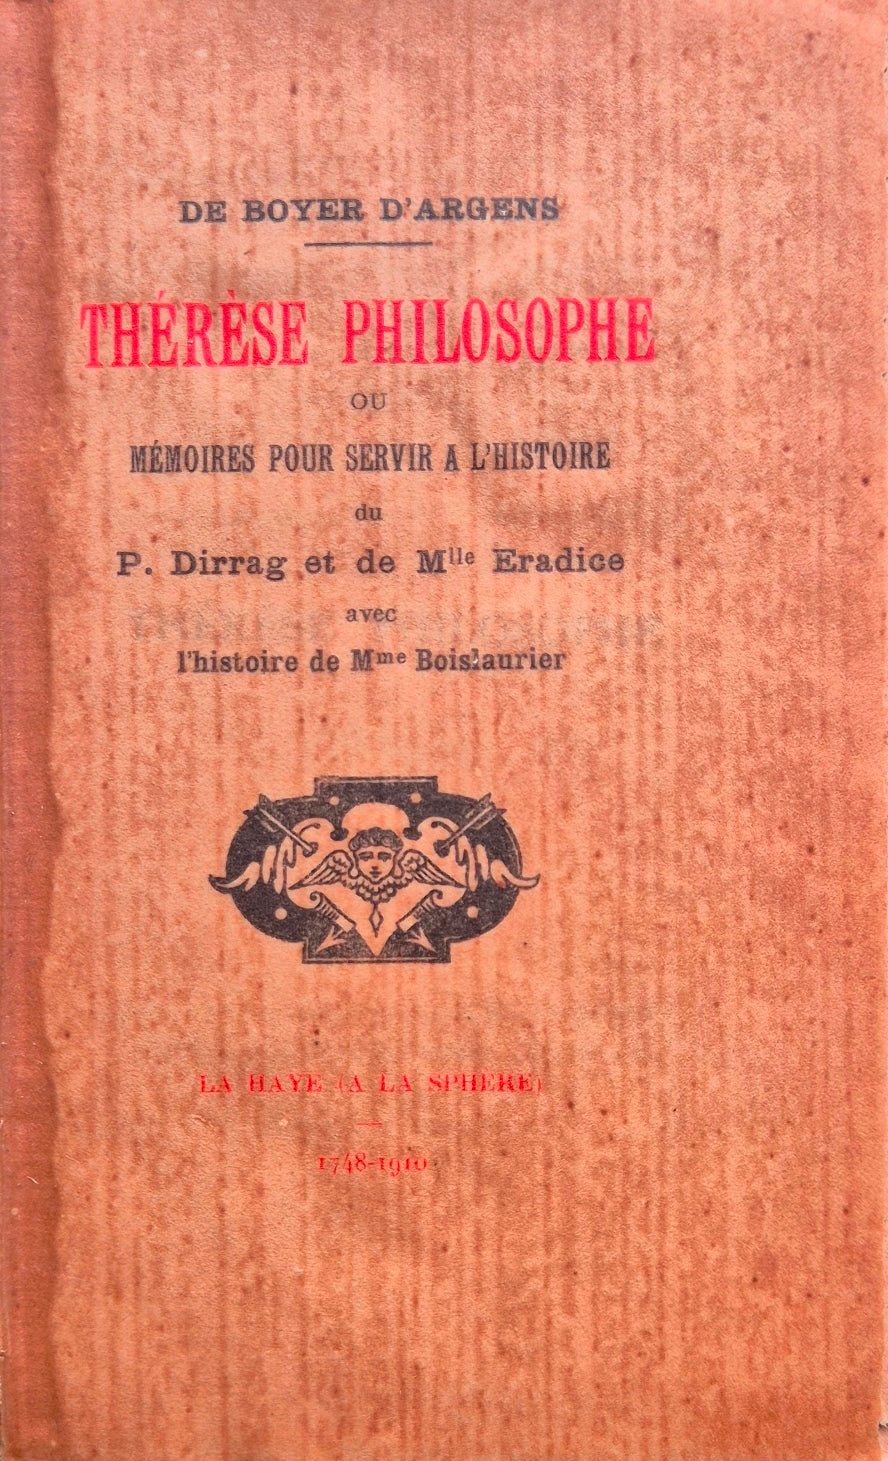 DE BOYER D'ARGENS
THÉRÈSE PHILOSOPHE
OU
MÉMOIRES POUR SERVIR A L'HISTOIRE
du
P. Dirrag et de Mlle Eradice
avec
l'histoire de Mme Boislaurier
LA HAYE (A LA SPHERE)
1748-1910